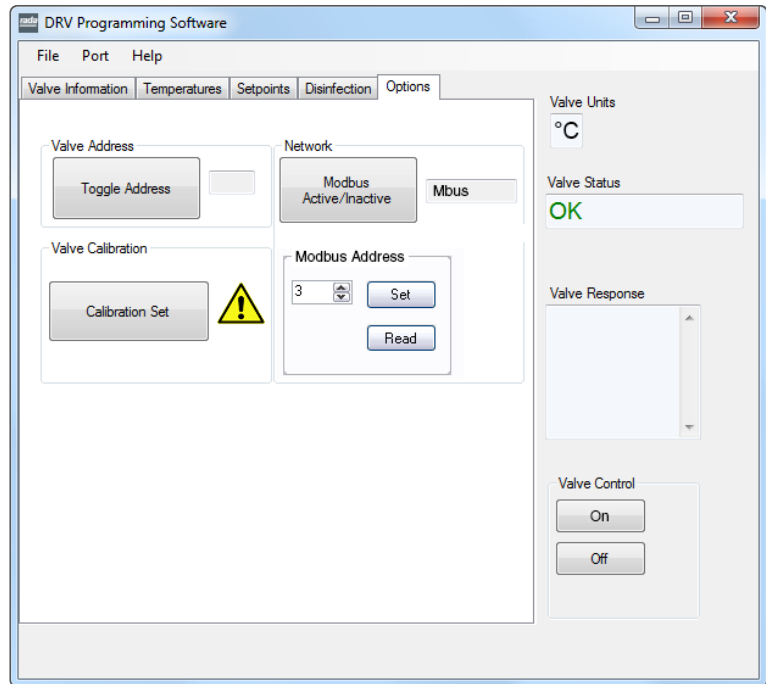 rada DRV Programming Software
File Port Help
Valve Information Temperatures Setpoints Disinfection Options
Valve Address
Toggle Address
Network
Modbus
Active/Inactive
Mbus
Valve Calibration
Calibration Set
!
Modbus Address
3
Set
Read
Valve Units
°C
Valve Status
OK
Valve Response
Valve Control
On
Off